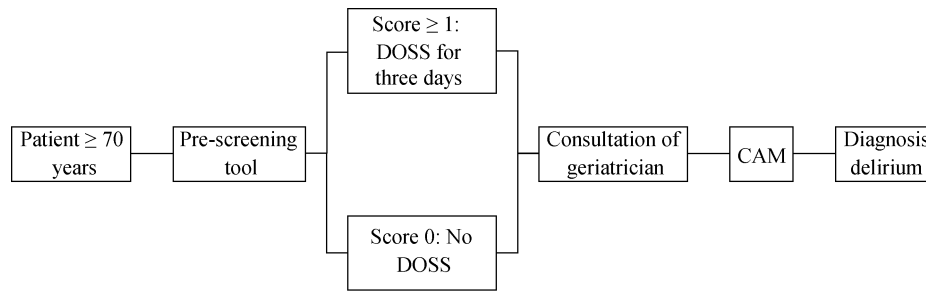 Patient ≥ 70
years
Pre-screening
tool
Score ≥ 1:
DOSS for
three days
Score 0: No
DOSS
Consultation of
geriatrician
CAM
Diagnosis
delirium